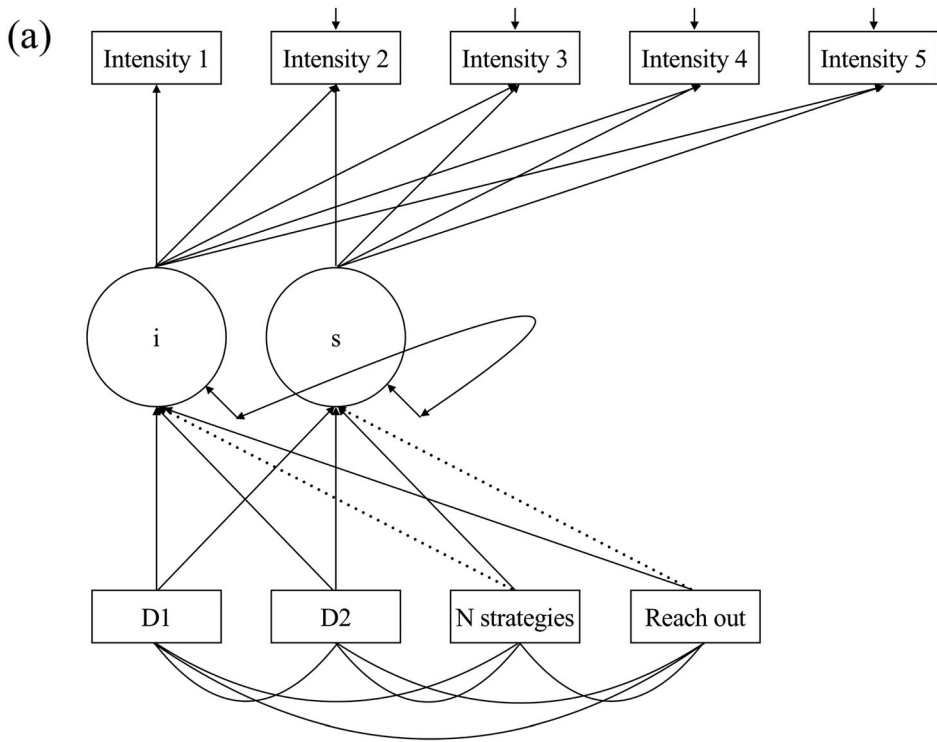 (a)
Intensity 1
Intensity 2
Intensity 3
Intensity 4
Intensity 5
i
s
D1
D2
N strategies
Reach out